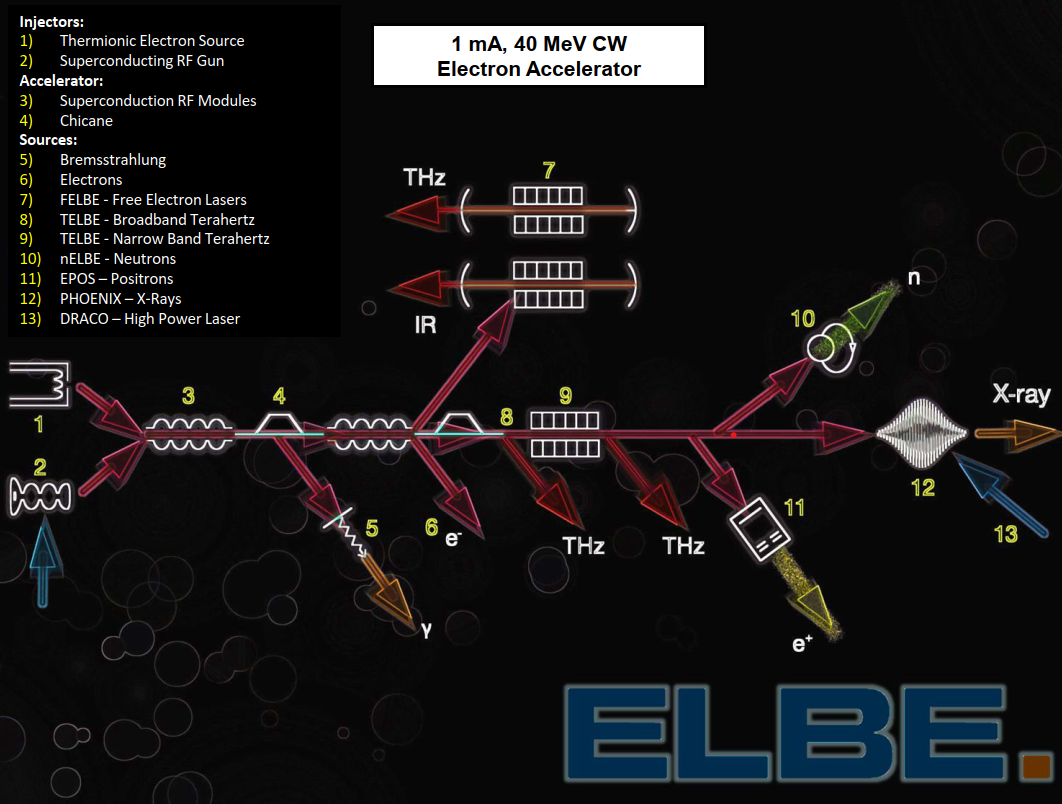 Injectors:
1) Thermionic Electron Source
2) Superconducting RF Gun
Accelerator:
3) Superconduction RF Modules
4) Chicane
Sources:
5) Bremsstrahlung
6) Electrons
7) FELBE - Free Electron Lasers
8) TELBE - Broadband Terahertz
9) TELBE - Narrow Band Terahertz
10) nELBE - Neutrons
11) EPOS – Positrons
12) PHOENIX – X-Rays
13) DRACO – High Power Laser
1 mA, 40 MeV CW
Electron Accelerator
7
THz
IR
n
10
1
3
4
8
9
X-ray
2
12
5
6
e-
THz
THz
11
13
γ
e+
ELBE.